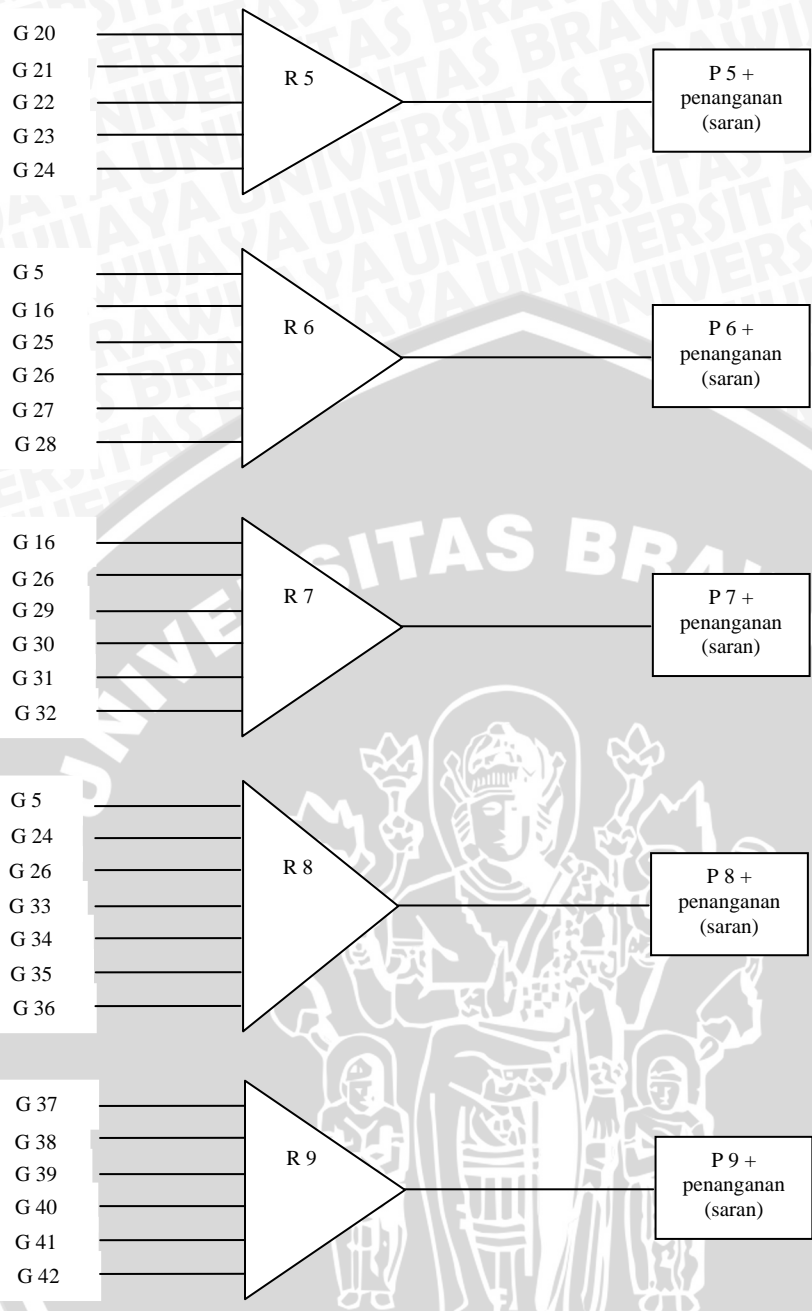 G 20
G 21
G 22
G 23
G 24
R 5
P 5 +
penanganan
(saran)
G 5
G 16
G 25
G 26
G 27
G 28
R 6
P 6 +
penanganan
(saran)
G 16
G 26
G 29
G 30
G 31
G 32
R 7
P 7 +
penanganan
(saran)
G 5
G 24
G 26
G 33
G 34
G 35
G 36
R 8
P 8 +
penanganan
(saran)
G 37
G 38
G 39
G 40
G 41
G 42
R 9
P 9 +
penanganan
(saran)